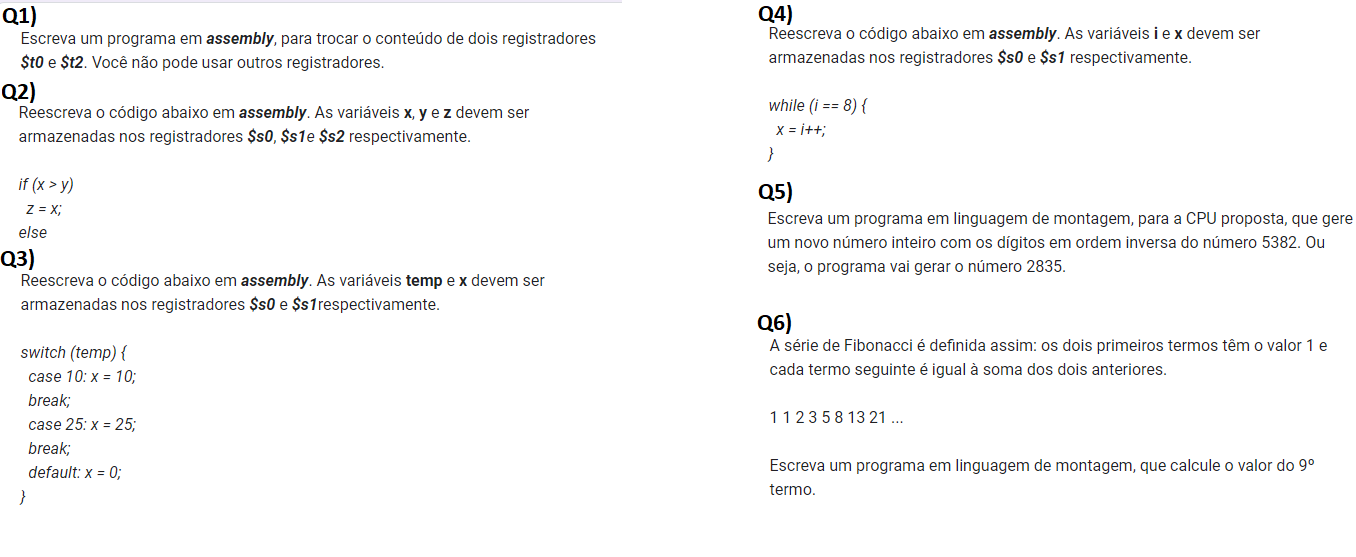 Q1)
Escreva um programa em assembly, para trocar o conteúdo de dois registradores
$t0 e $t2. Você não pode usar outros registradores.
Q2)
Reescreva o código abaixo em assembly. As variáveis x, y e z devem ser
armazenadas nos registradores $s0, $s1e $s2 respectivamente.
if (x > y)
z = x;
else
Q3)
Reescreva o código abaixo em assembly. As variáveis temp e x devem ser
armazenadas nos registradores $s0 e $s1respectivamente.
switch (temp) {
case 10: x = 10;
break;
case 25: x = 25;
break;
default: x = 0;
}
Q4)
Reescreva o código abaixo em assembly. As variáveis i e x devem ser
armazenadas nos registradores $s0 e $s1 respectivamente.
while (i == 8) {
x = i++;
}
Q5)
Escreva um programa em linguagem de montagem, para a CPU proposta, que gere
um novo número inteiro com os dígitos em ordem inversa do número 5382. Ou
seja, o programa vai gerar o número 2835.
Q6)
A série de Fibonacci é definida assim: os dois primeiros termos têm o valor 1 e
cada termo seguinte é igual à soma dos dois anteriores.
1 1 2 3 5 8 13 21 ...
Escreva um programa em linguagem de montagem, que calcule o valor do 9º
termo.